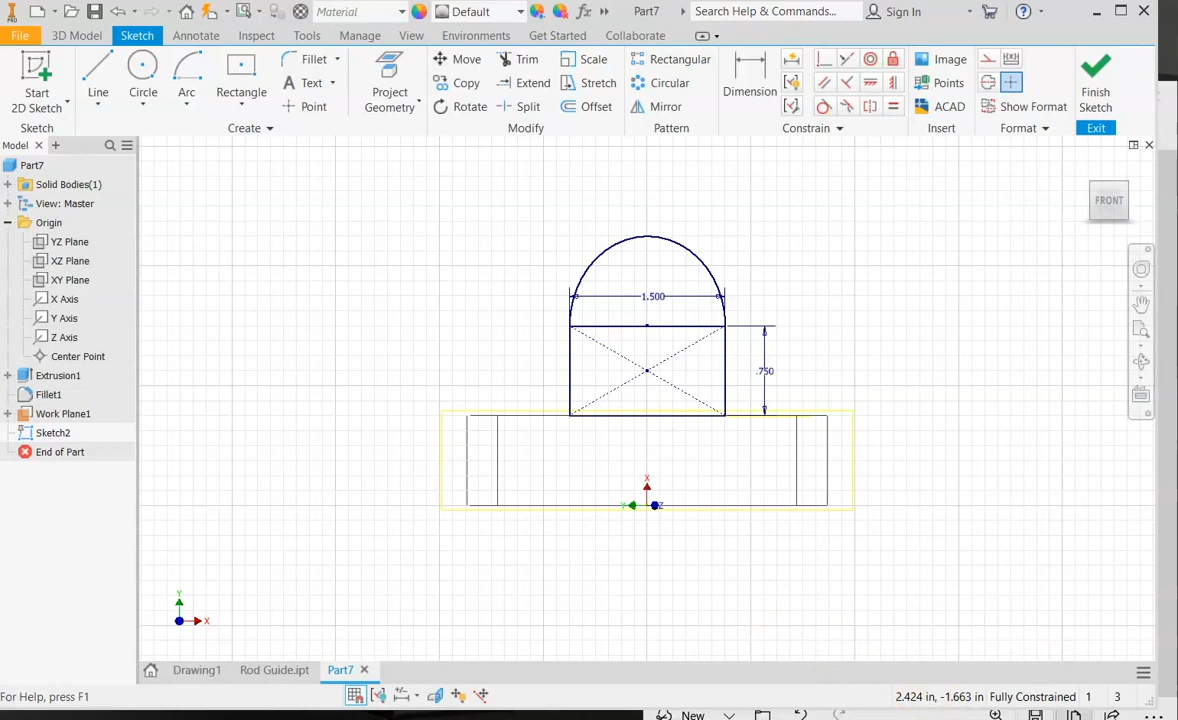 Material
Default
Part7
Search Help & Commands...
Sign In
PRO
File
3D Model
Sketch
Annotate
Inspect
Tools
Manage
View
Environments
Get Started
Collaborate
Start
2D Sketch
Line
Circle
Arc
Rectangle
Fillet
Text
Point
Project
Geometry
Move
Copy
Rotate
Trim
Extend
Split
Scale
Stretch
Offset
Rectangular
Circular
Mirror
Dimension
Image
Points
ACAD
Show Format
Finish
Sketch
Sketch
Create
Modify
Pattern
Constrain
Insert
Format
Exit
Model
Part7
Solid Bodies(1)
View: Master
Origin
YZ Plane
XZ Plane
XY Plane
X Axis
Y Axis
Z Axis
Center Point
Extrusion1
Fillet1
Work Plane1
Sketch2
End of Part
FRONT
1.500
.750
X
Y
Z
Y
X
Drawing1
Rod Guide.ipt
Part7
For Help, press F1
2.424 in, -1.663 in
Fully Constrained
1
3
New